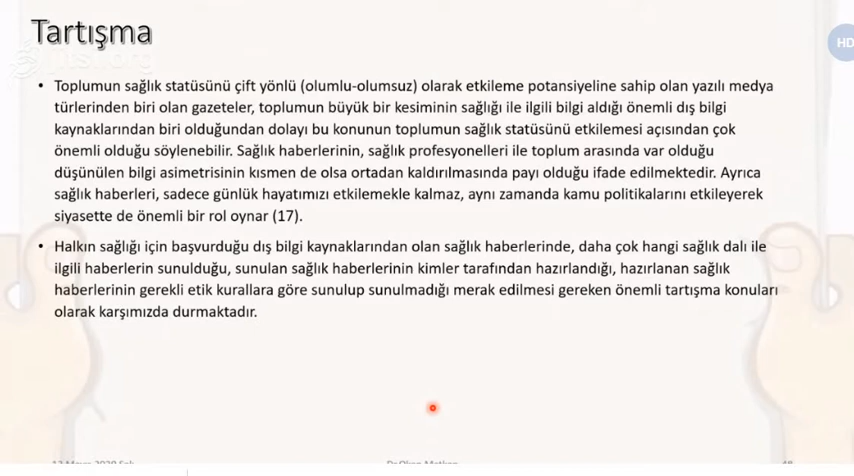 Tartışma
HD
• Toplumun sağlık statüsünü çift yönlü (olumlu-olumsuz) olarak etkileme potansiyeline sahip olan yazılı medya
türlerinden biri olan gazeteler, toplumun büyük bir kesiminin sağlığı ile ilgili bilgi aldığı önemli dış bilgi
kaynaklarından biri olduğundan dolayı bu konunun toplumun sağlık statüsünü etkilemesi açısından çok
önemli olduğu söylenebilir. Sağlık haberlerinin, sağlık profesyonelleri ile toplum arasında var olduğu
düşünülen bilgi asimetrisinin kısmen de olsa ortadan kaldırılmasında payı olduğu ifade edilmektedir. Ayrıca
sağlık haberleri, sadece günlük hayatımızı etkilemekle kalmaz, aynı zamanda kamu politikalarını etkileyerek
siyasette de önemli bir rol oynar (17).
• Halkın sağlığı için başvurduğu dış bilgi kaynaklarından olan sağlık haberlerinde, daha çok hangi sağlık dalı ile
ilgili haberlerin sunulduğu, sunulan sağlık haberlerinin kimler tarafından hazırlandığı, hazırlanan sağlık
haberlerinin gerekli etik kurallara göre sunulup sunulmadığı merak edilmesi gereken önemli tartışma konuları
olarak karşımızda durmaktadır.